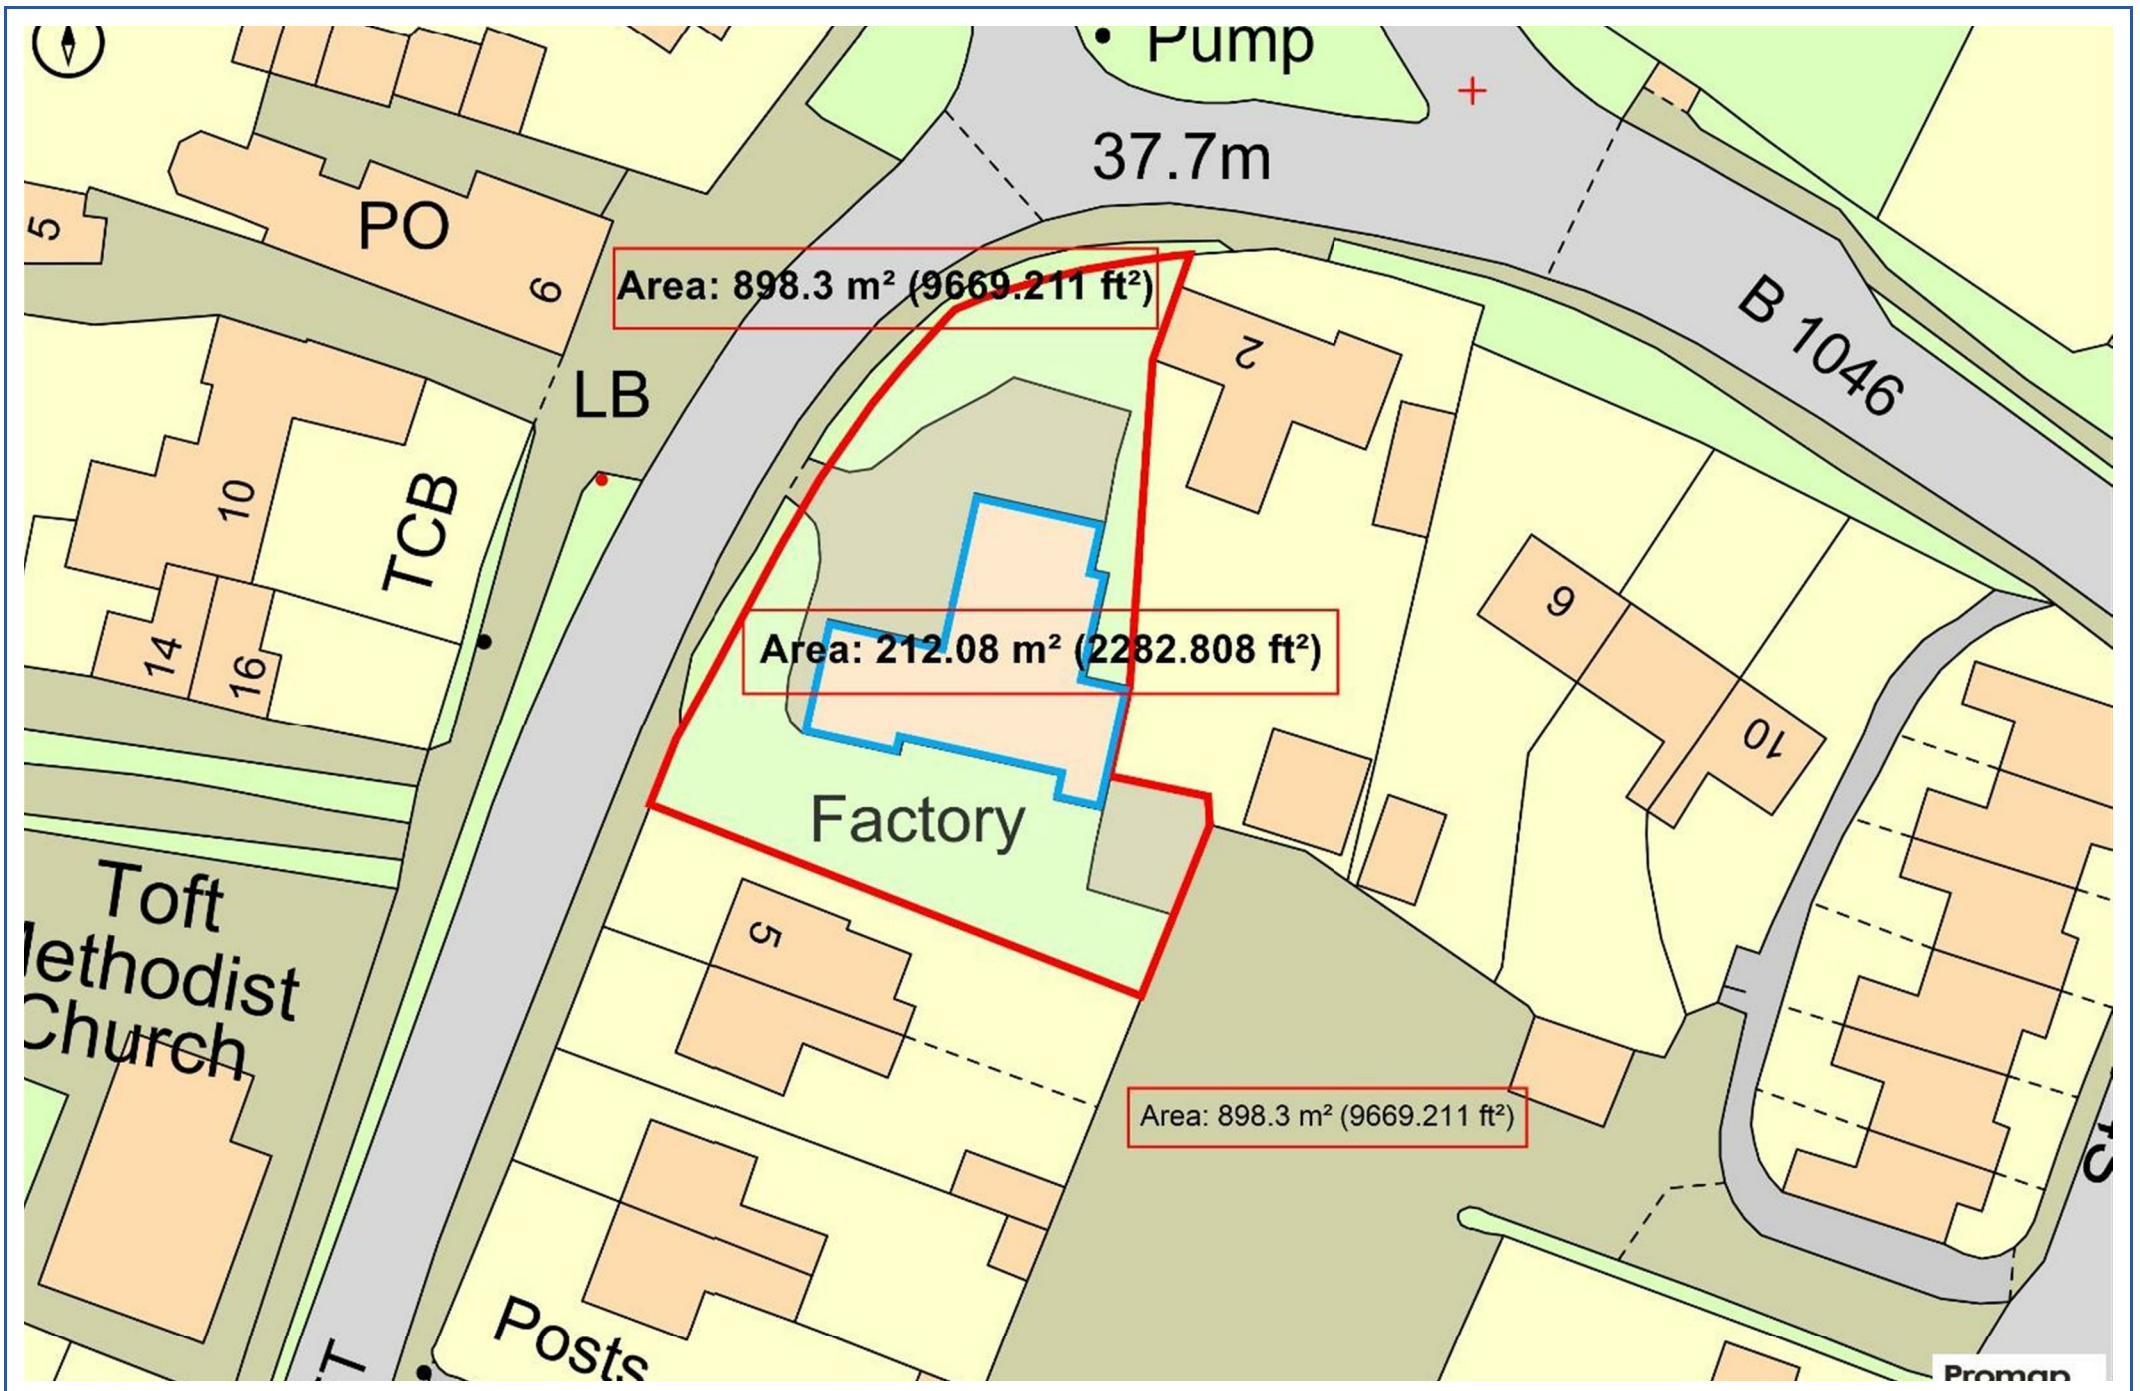 Pump
37.7m
PO
5
6
Area: 898.3 m² (9669.211 ft²)
B 1046
2
LB
10
TCB
14
16
Area: 212.08 m² (2282.808 ft²)
6
10
Factory
Toft
Methodist
Church
5
Area: 898.3 m² (9669.211 ft²)
Posts
Promap